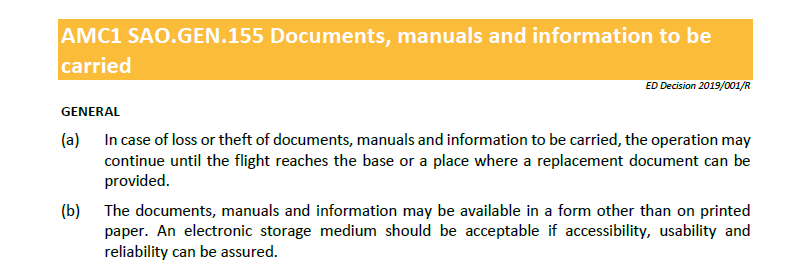 AMC1 SAO.GEN.155 Documents, manuals and information to be
carried
ED Decision 2019/001/R
GENERAL
(a) In case of loss or theft of documents, manuals and information to be carried, the operation may
continue until the flight reaches the base or a place where a replacement document can be
provided.
(b) The documents, manuals and information may be available in a form other than on printed
paper. An electronic storage medium should be acceptable if accessibility, usability and
reliability can be assured.